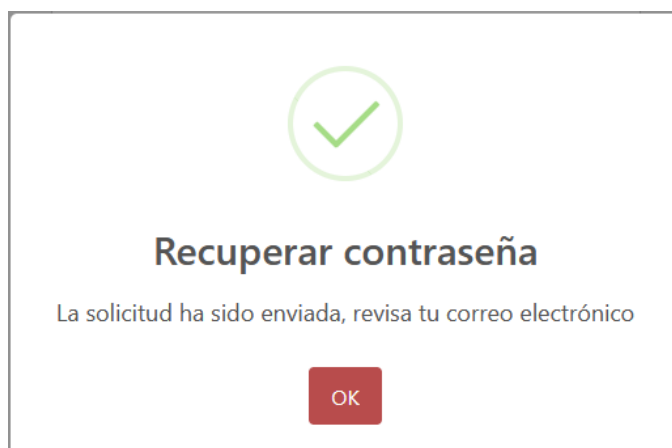 Recuperar contraseña
La solicitud ha sido enviada, revisa tu correo electrónico
OK